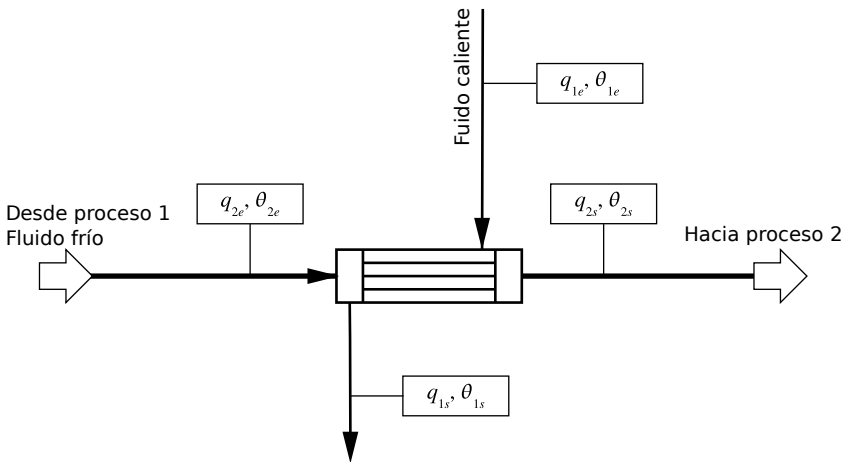 Fuido caliente
q1e, θ1e
q2e, θ2e
q2s, θ2s
Desde proceso 1
Fluido frío
Hacia proceso 2
q1s, θ1s